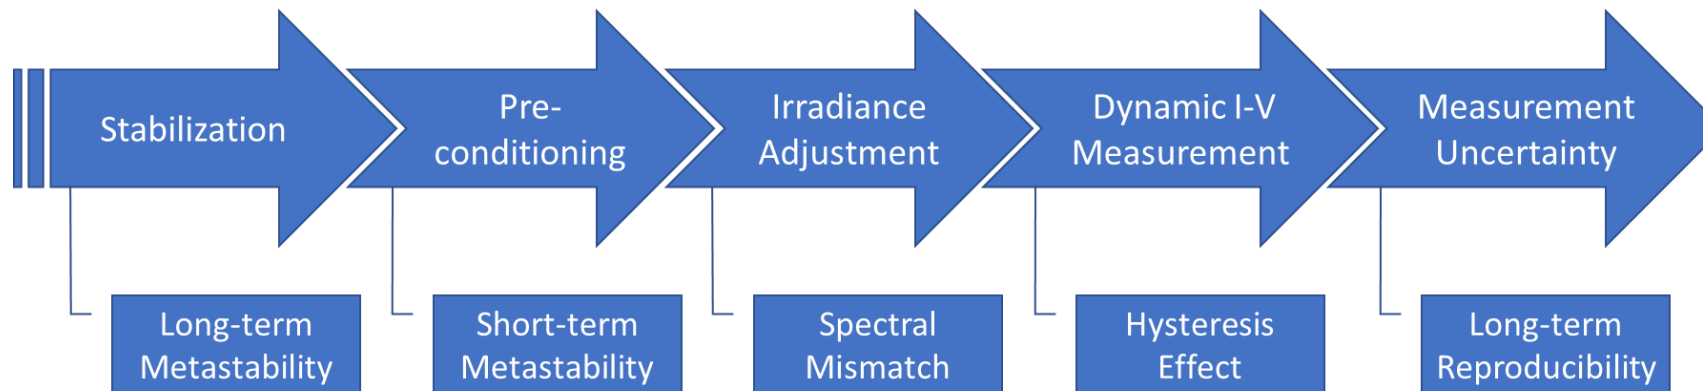 Stabilization
Pre-
conditioning
Irradiance
Adjustment
Dynamic I-V
Measurement
Measurement
Uncertainty
Long-term
Metastability
Short-term
Metastability
Spectral
Mismatch
Hysteresis
Effect
Long-term
Reproducibility